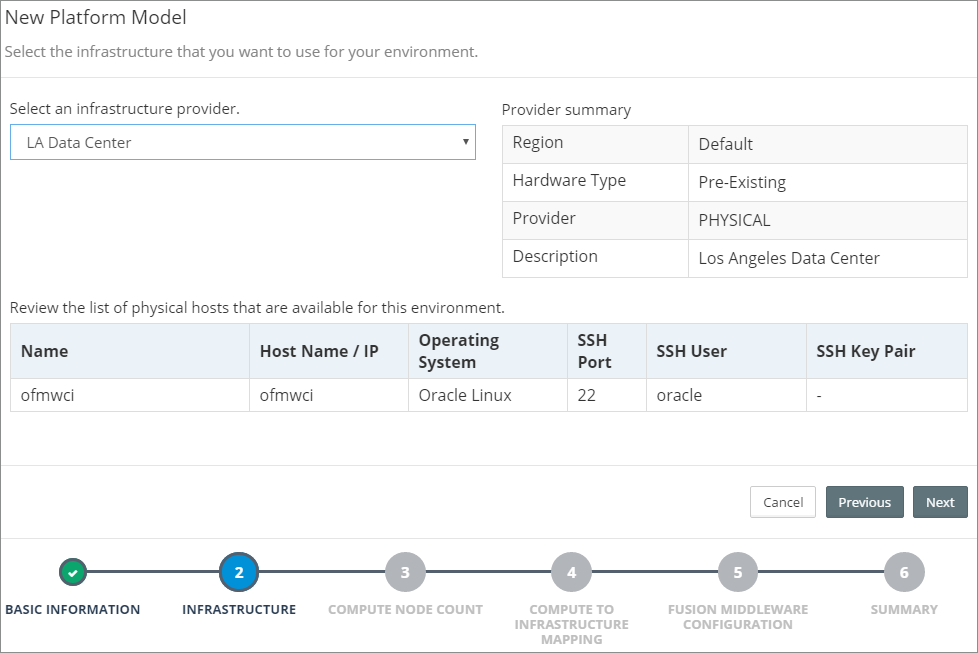 New Platform Model
Select the infrastructure that you want to use for your environment.
Select an infrastructure provider.
LA Data Center
Provider summary
Region Default
Hardware Type Pre-Existing
Provider PHYSICAL
Description Los Angeles Data Center
Review the list of physical hosts that are available for this environment.
Name Host Name / IP Operating System SSH Port SSH User SSH Key Pair
ofmwci ofmwci Oracle Linux 22 oracle -
Cancel Previous Next
2 3 4 5 6
BASIC INFORMATION
INFRASTRUCTURE
COMPUTE NODE COUNT
COMPUTE TO
INFRASTRUCTURE
MAPPING
FUSION MIDDLEWARE
CONFIGURATION
SUMMARY